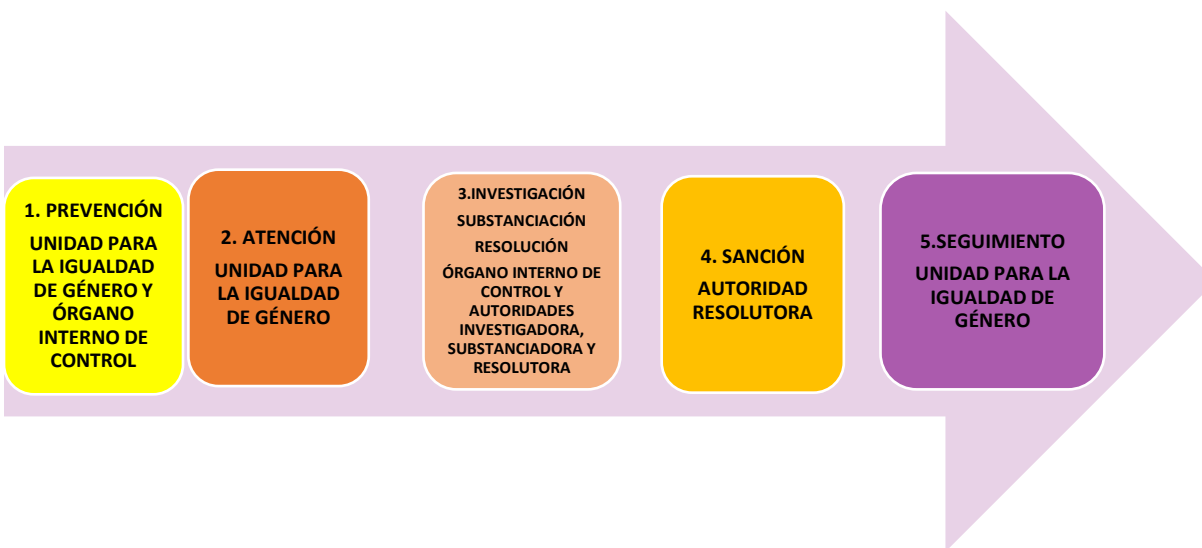 1. PREVENCIÓN
UNIDAD PARA
LA IGUALDAD
DE GÉNERO Y
ÓRGANO
INTERNO DE
CONTROL
2. ATENCIÓN
UNIDAD PARA
LA IGUALDAD
DE GÉNERO
3.INVESTIGACIÓN
SUBSTANCIACIÓN
RESOLUCIÓN
ÓRGANO INTERNO DE
CONTROL Y
AUTORIDADES
INVESTIGADORA,
SUBSTANCIADORA Y
RESOLUTORA
4. SANCIÓN
AUTORIDAD
RESOLUTORA
5.SEGUIMIENTO
UNIDAD PARA LA
IGUALDAD DE
GÉNERO